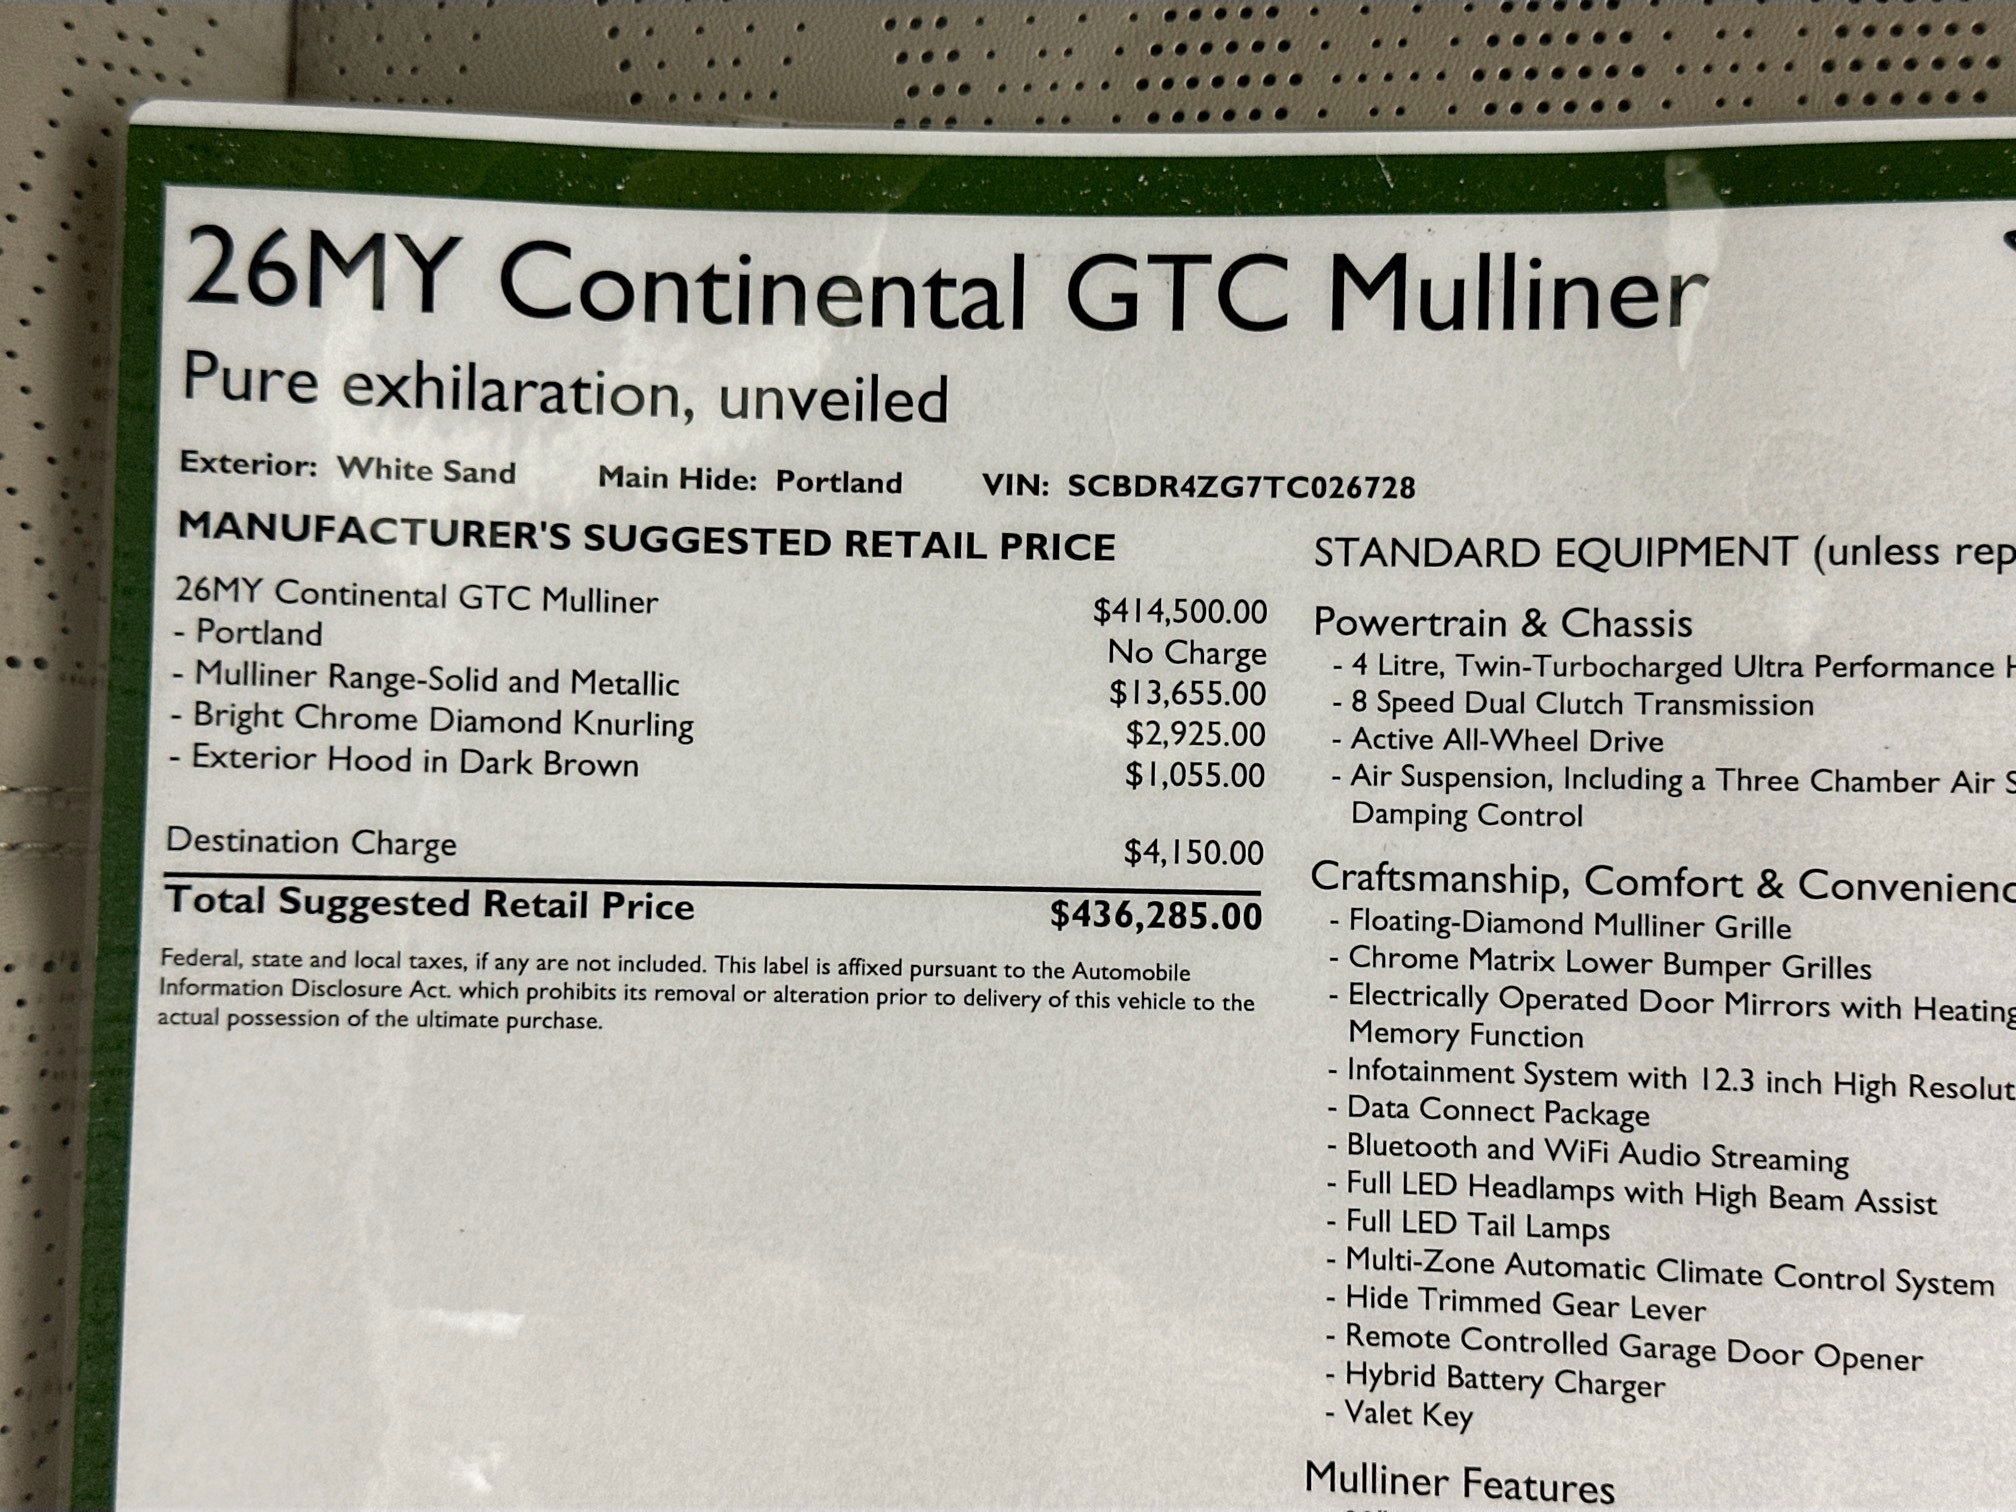 26MY Continental GTC Mulliner
Pure exhilaration, unveiled
Exterior: White Sand Main Hide: Portland VIN: SCBDR4ZG7TC026728
MANUFACTURER'S SUGGESTED RETAIL PRICE
26MY Continental GTC Mulliner $414,500.00
- Portland No Charge
- Mulliner Range-Solid and Metallic $13,655.00
- Bright Chrome Diamond Knurling $2,925.00
- Exterior Hood in Dark Brown $1,055.00
Destination Charge $4,150.00
Total Suggested Retail Price $436,285.00
Federal, state and local taxes, if any are not included. This label is affixed pursuant to the Automobile
Information Disclosure Act. which prohibits its removal or alteration prior to delivery of this vehicle to the
actual possession of the ultimate purchase.
STANDARD EQUIPMENT (unless rep
Powertrain & Chassis
- 4 Litre, Twin-Turbocharged Ultra Performance
- 8 Speed Dual Clutch Transmission
- Active All-Wheel Drive
- Air Suspension, Including a Three Chamber Air
Damping Control
Craftsmanship, Comfort & Convenienc
- Floating-Diamond Mulliner Grille
- Chrome Matrix Lower Bumper Grilles
- Electrically Operated Door Mirrors with Heating
Memory Function
- Infotainment System with 12.3 inch High Resolut
- Data Connect Package
- Bluetooth and WiFi Audio Streaming
- Full LED Headlamps with High Beam Assist
- Full LED Tail Lamps
- Multi-Zone Automatic Climate Control System
- Hide Trimmed Gear Lever
- Remote Controlled Garage Door Opener
- Hybrid Battery Charger
- Valet Key
Mulliner Features